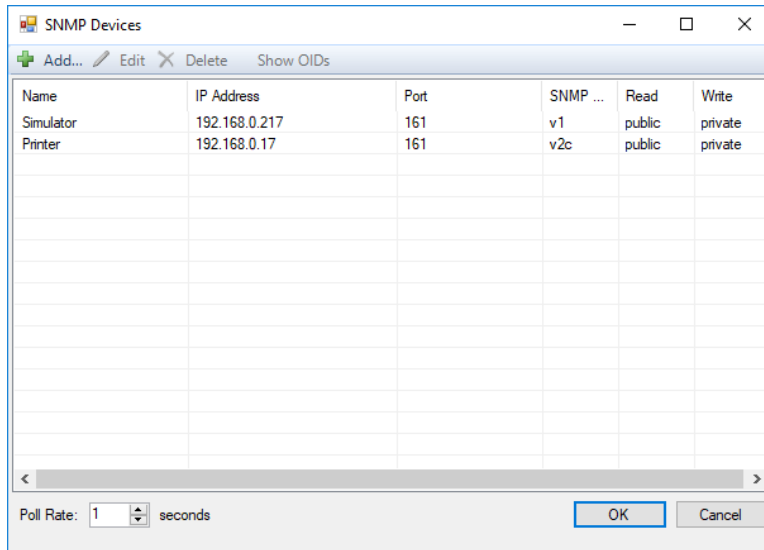 SNMP Devices
Add... Edit Delete Show OIDs
Name IP Address Port SNMP ... Read Write
Simulator 192.168.0.217 161 v1 public private
Printer 192.168.0.17 161 v2c public private
Poll Rate: 1 seconds OK Cancel